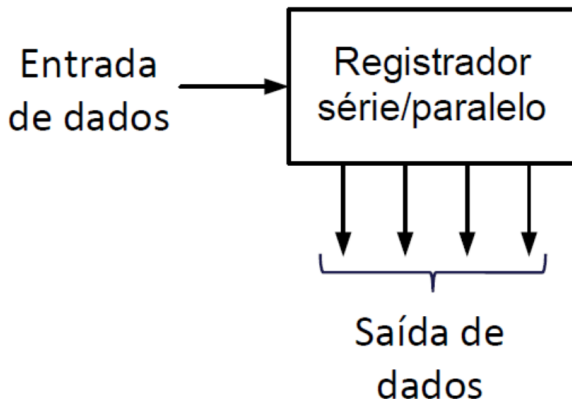 Entrada
de dados
Registrador
série/paralelo
Saída de
dados